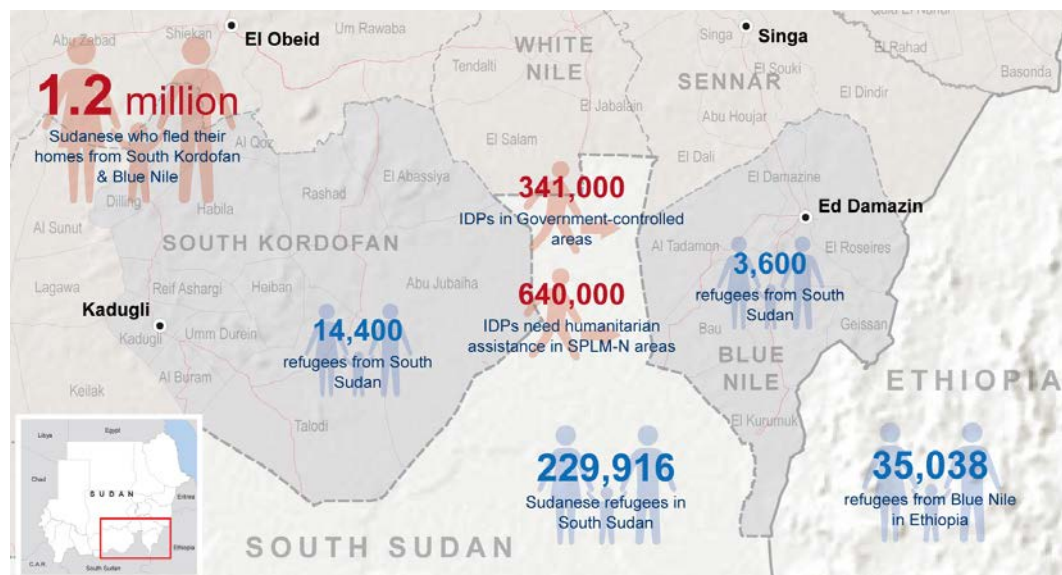 Abu Zabad
Shiekan
El Obeid
Um Rawaba
WHITE
NILE
Tendalti
Singa
Singa
El Rahad
Basonda
SENNAR
El Souki
El Dindir
1.2 million
Sudanese who fled their
homes from South Kordofan
& Blue Nile
El Jabalain
Abu Houjar
Al Qoz
El Salam
El Dali
Dilling
Habila
Rashad
El Abassiya
341,000
IDPs in Government-controlled
areas
El Damazine
Ed Damazin
Al Sunut
SOUTH KORDOFAN
Al Tadamon
El Roseires
3,600
refugees from South
Sudan
Lagawa
Reif Ashargi
Heiban
Abu Jubaiha
640,000
IDPs need humanitarian
assistance in SPLM-N areas
Kadugli
Kadugli
Umm Durein
14,400
refugees from South
Sudan
Bau
Geissan
BLUE
NILE
ETHIOPIA
Al Buram
Keilak
Talodi
El Kurumuk
229,916
Sudanese refugees in
South Sudan
35,038
refugees from Blue Nile
in Ethiopia
SOUTH SUDAN
Libya
Egypt
Chad
SUDAN
Eritrea
Ethiopia
C.A.R.
South Sudan